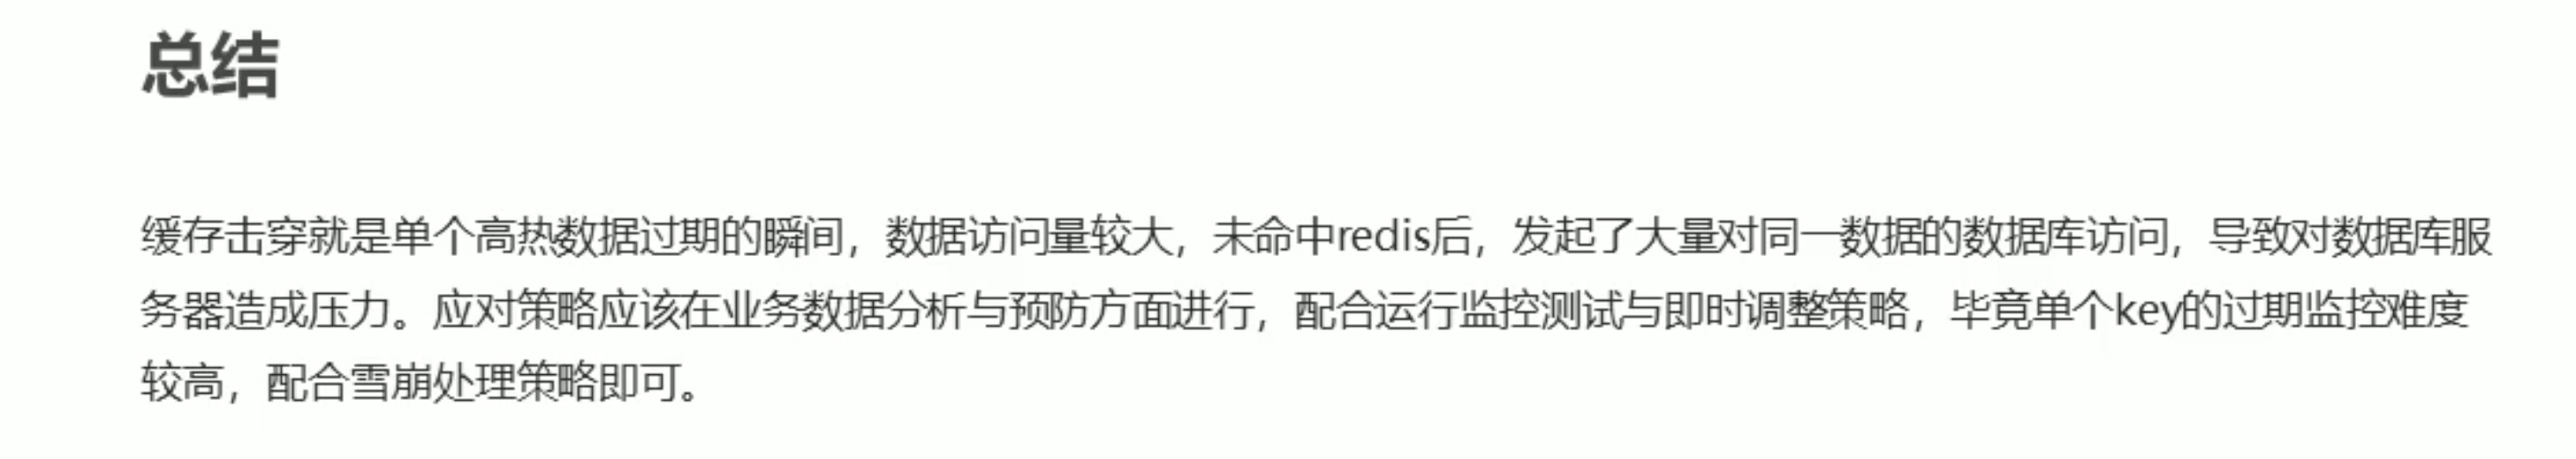 总结
缓存击穿就是单个高热数据过期的瞬间，数据访问量较大，未命中redis后，发起了大量对同一数据的数据库访问，导致对数据库服
务器造成压力。应对策略应该在业务数据分析与预防方面进行，配合运行监控测试与即时调整策略，毕竟单个key的过期监控难度
较高，配合雪崩处理策略即可。